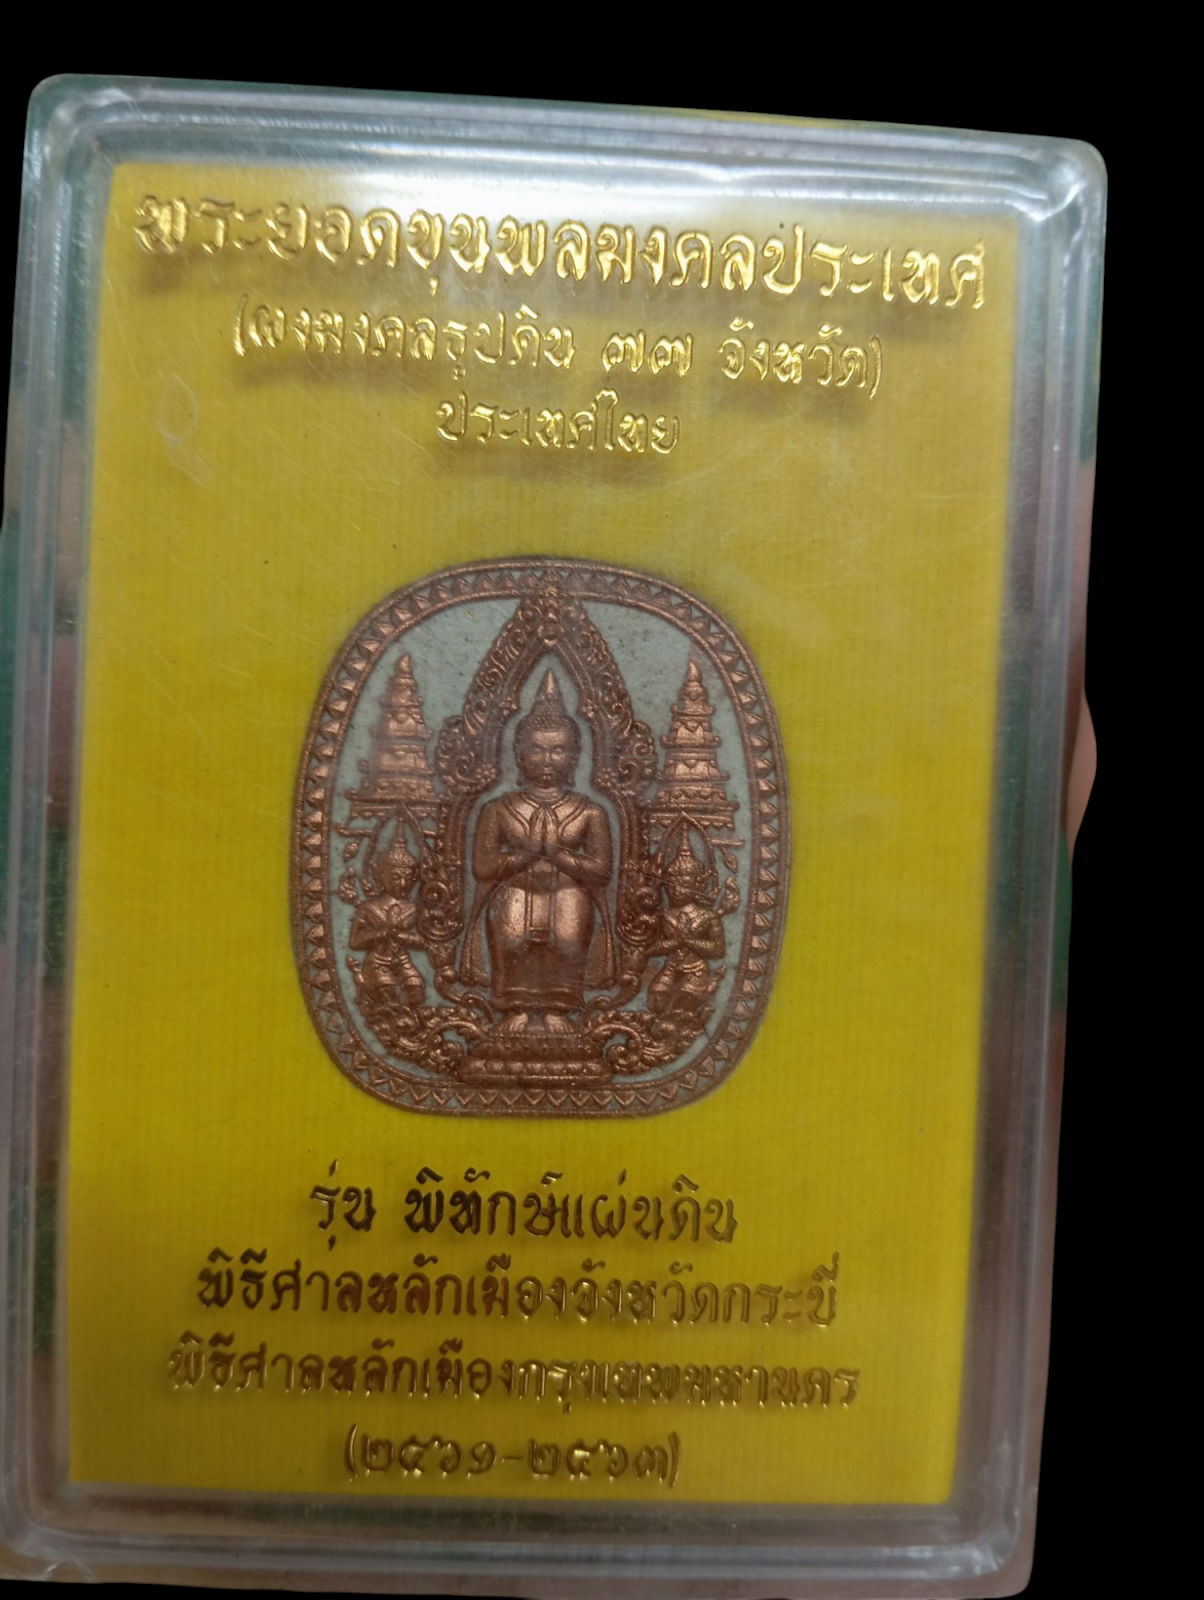 พระยอดขุนพลมงคลประเทศ
(ผงมงคลธูปดิน ๗๗ จังหวัด)
ประเทศไทย
รุ่น พิทักษ์แผ่นดิน
พิธีศาลหลักเมืองจังหวัดกระบี่
พิธีศาลหลักเมืองกรุงเทพมหานคร
(๒๕๖๑-๒๕๖๓)